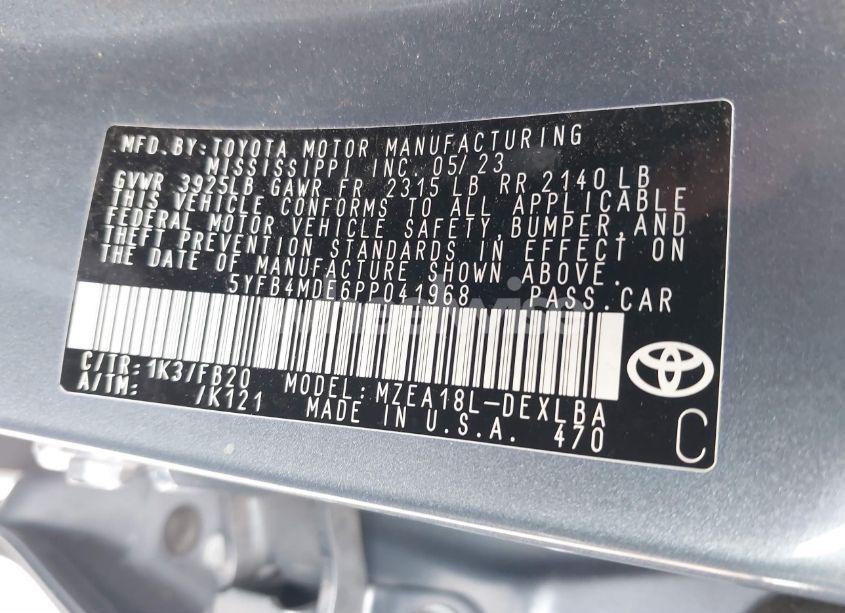 MFD. BY: TOYOTA MOTOR MANUFACTURING
MISSISSIPPI INC. 05/23
GVWR 3925LB GAWR FR 2315 LB RR 2140 LB
THIS VEHICLE CONFORMS TO ALL APPLICABLE
FEDERAL MOTOR VEHICLE SAFETY, BUMPER, AND
THEFT PREVENTION STANDARDS IN EFFECT ON
THE DATE OF MANUFACTURE SHOWN ABOVE.
5YFB4MDE6PP041968 PASS.CAR
C/TR: 1K3/FB20 MODEL: MZEA18L-DEXLBA
A/TM: /K121 MADE IN U.S.A. 470
C